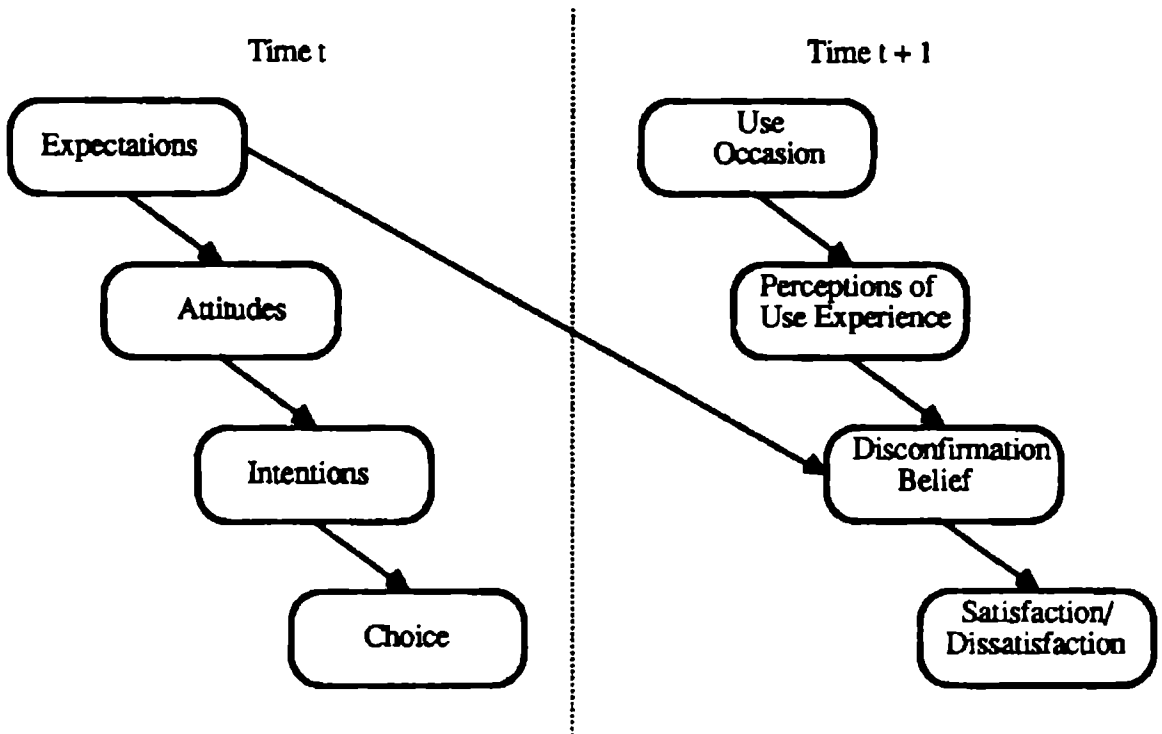 Time t
Expectations
Attitudes
Intentions
Choice
Time t + 1
Use
Occasion
Perceptions of
Use Experience
Disconfirmation
Belief
Satisfaction/
Dissatisfaction